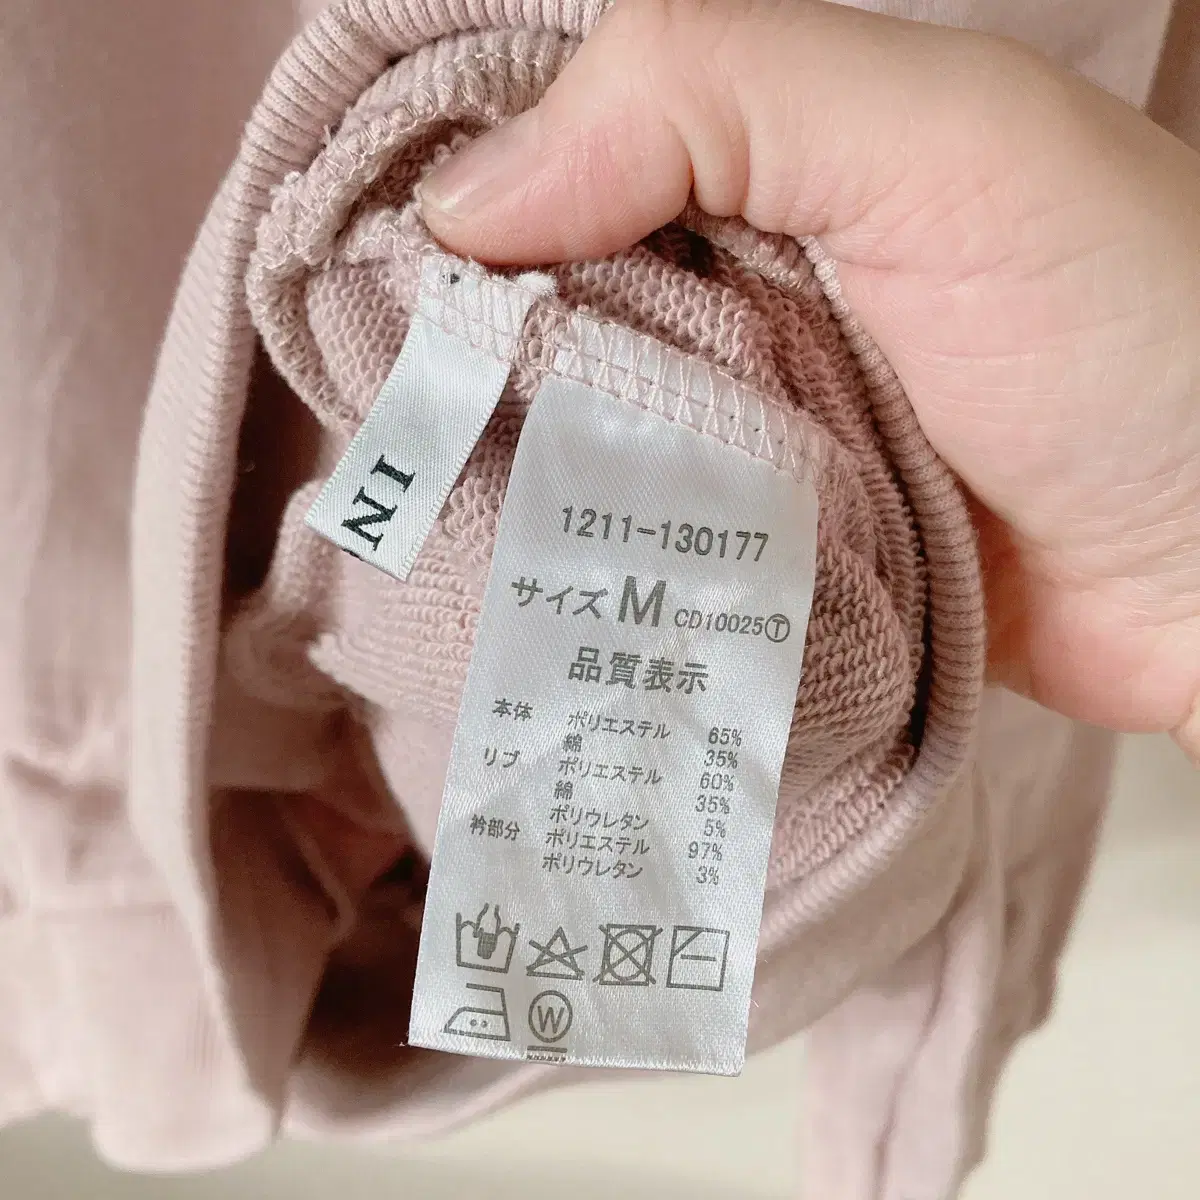 INI
1211-130177
サイズ M CD10025Ⓣ
品質表示
本体 ポリエステル 65%
綿 35%
リブ ポリエステル 60%
綿 35%
ポリウレタン 5%
衿部分 ポリエステル 97%
ポリウレタン 3%
W